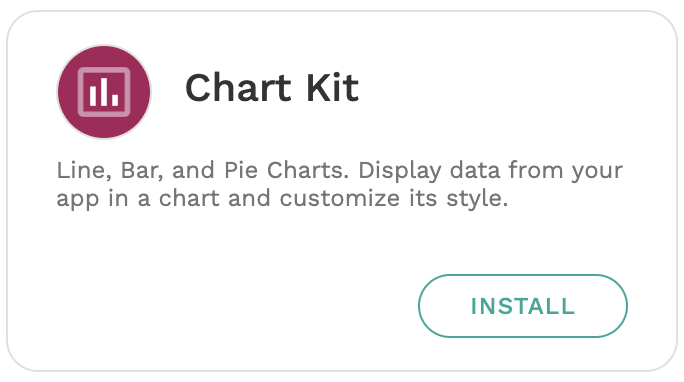 Chart Kit
Line, Bar, and Pie Charts. Display data from your
app in a chart and customize its style.
INSTALL